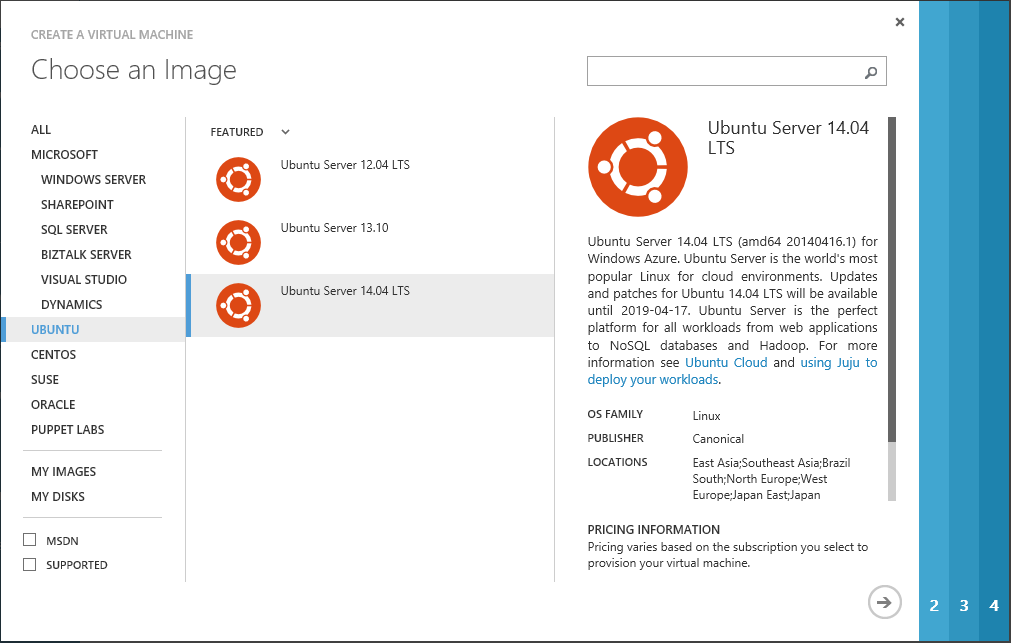 CREATE A VIRTUAL MACHINE
Choose an Image
ALL
MICROSOFT
WINDOWS SERVER
SHAREPOINT
SQL SERVER
BIZTALK SERVER
VISUAL STUDIO
DYNAMICS
UBUNTU
CENTOS
SUSE
ORACLE
PUPPET LABS
MY IMAGES
MY DISKS
MSDN
SUPPORTED
FEATURED
Ubuntu Server 12.04 LTS
Ubuntu Server 13.10
Ubuntu Server 14.04 LTS
Ubuntu Server 14.04
LTS
Ubuntu Server 14.04 LTS (amd64 20140416.1) for
Windows Azure. Ubuntu Server is the world's most
popular Linux for cloud environments. Updates
and patches for Ubuntu 14.04 LTS will be available
until 2019-04-17. Ubuntu Server is the perfect
platform for all workloads from web applications
to NoSQL databases and Hadoop. For more
information see Ubuntu Cloud and using Juju to
deploy your workloads.
OS FAMILY Linux
PUBLISHER Canonical
LOCATIONS East Asia;Southeast Asia;Brazil
South;North Europe;West
Europe;Japan East;Japan
PRICING INFORMATION
Pricing varies based on the subscription you select to
provision your virtual machine.
2 3 4